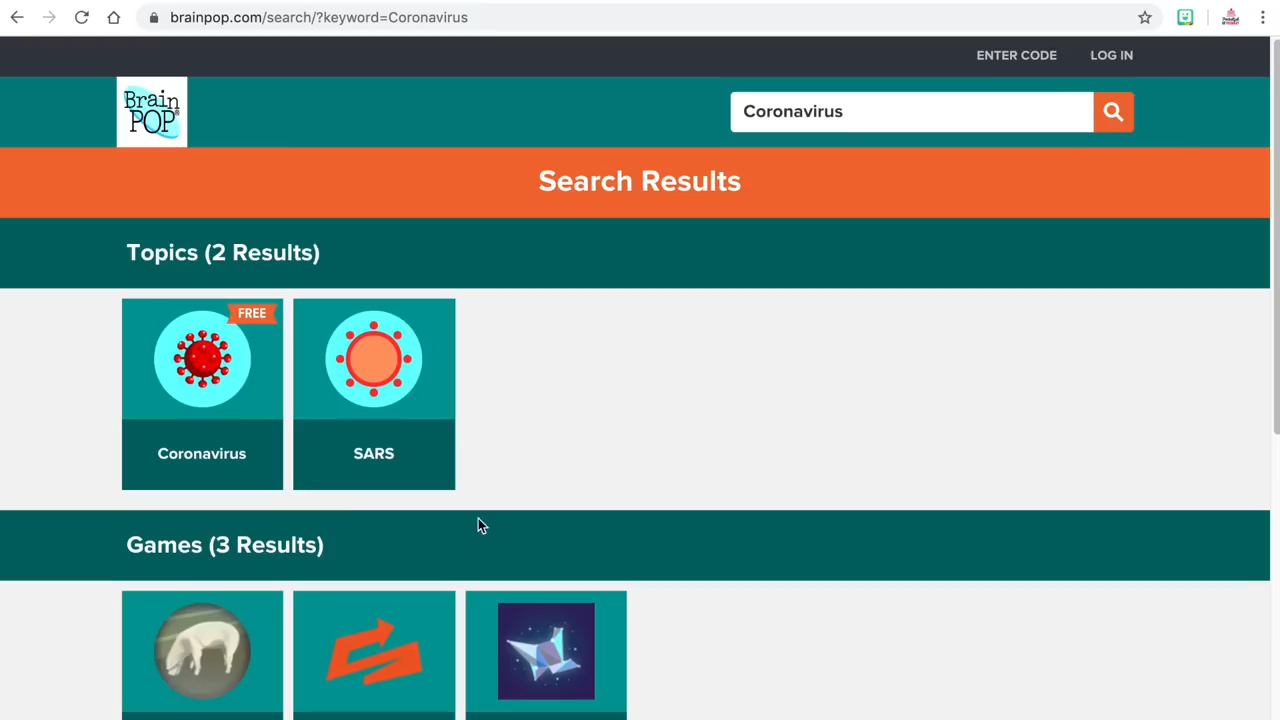 brainpop.com/search/?keyword=Coronavirus
ENTER CODE LOG IN
Brain
POP
Coronavirus
Search Results
Topics (2 Results)
FREE
Coronavirus SARS
Games (3 Results)